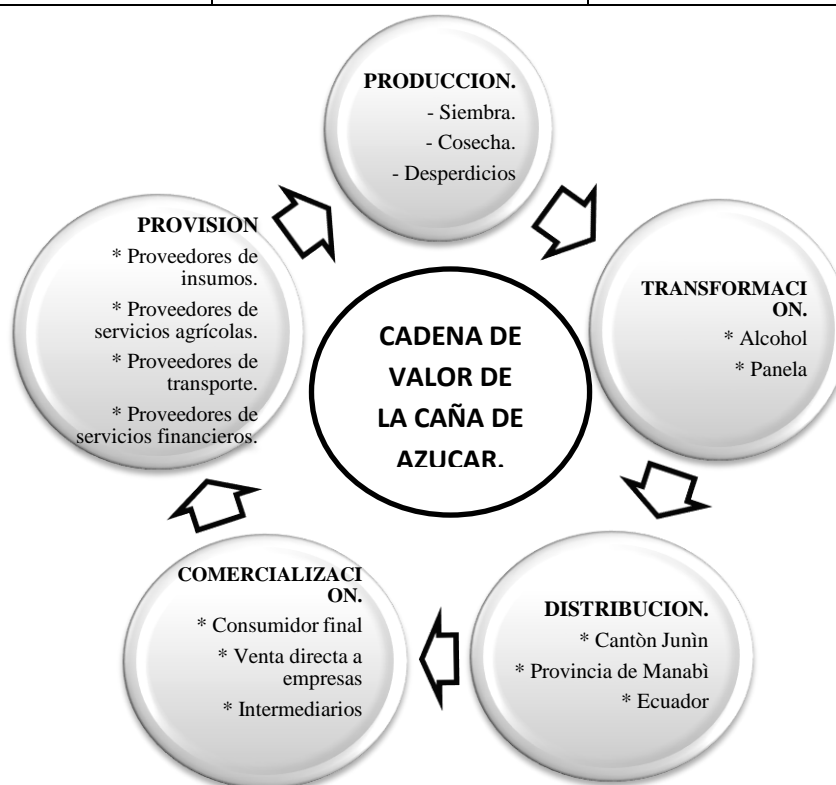 PRODUCCION.
- Siembra.
- Cosecha.
- Desperdicios
PROVISION
* Proveedores de
insumos.
* Proveedores de
servicios agrícolas.
* Proveedores de
transporte.
* Proveedores de
servicios financieros.
CADENA DE
VALOR DE
LA CAÑA DE
AZUCAR.
TRANSFORMACI
ON.
* Alcohol
* Panela
COMERCIALIZACI
ON.
* Consumidor final
* Venta directa a
empresas
* Intermediarios
DISTRIBUCION.
* Cantòn Junìn
* Provincia de Manabì
* Ecuador